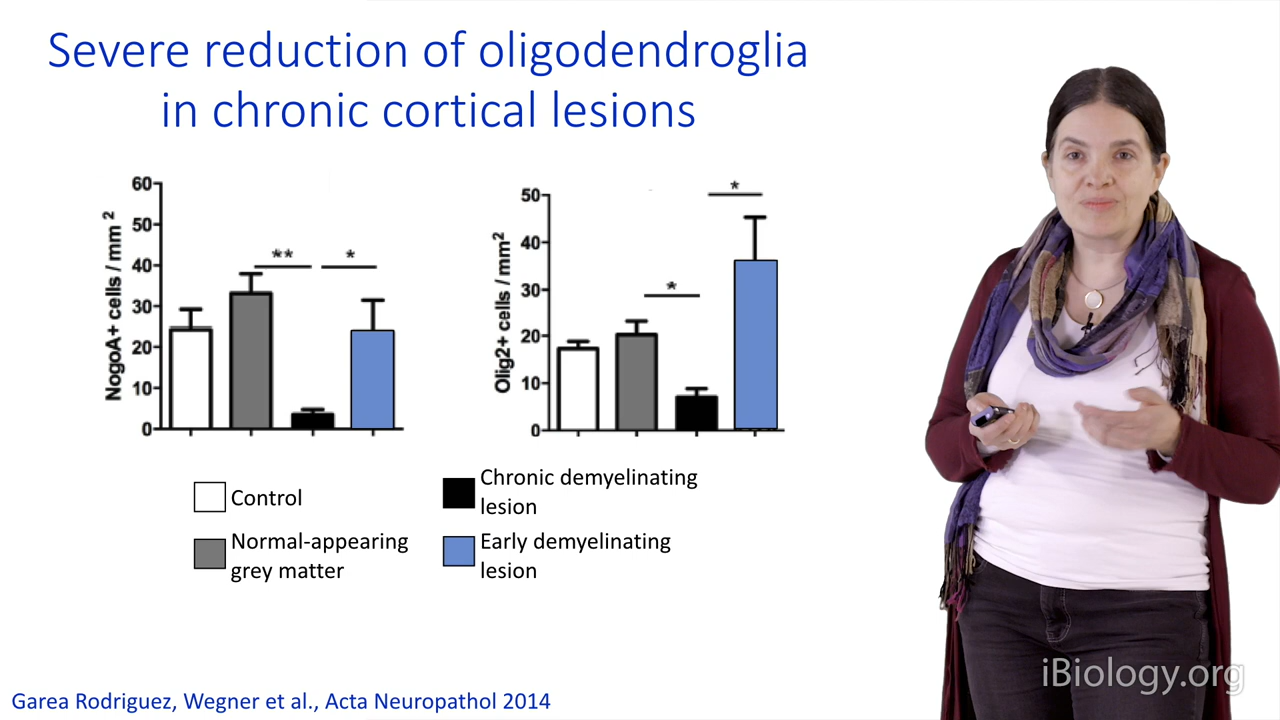 Severe reduction of oligodendroglia
in chronic cortical lesions
60
50
40
30
20
10
0
NogoA+ cells / mm 2
**
*
50
40
30
20
10
0
Olig2+ cells / mm2
*
*
Control
Normal-appearing
grey matter
Chronic demyelinating
lesion
Early demyelinating
lesion
Garea Rodriguez, Wegner et al., Acta Neuropathol 2014
iBiology.org